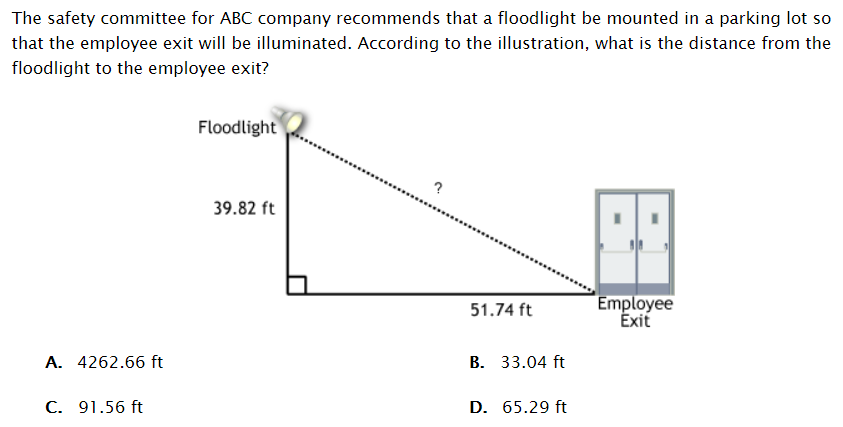 The safety committee for ABC company recommends that a floodlight be mounted in a parking lot so
that the employee exit will be illuminated. According to the illustration, what is the distance from the
floodlight to the employee exit?
Floodlight
?
39.82 ft
51.74 ft
Employee
Exit
A. 4262.66 ft
B. 33.04 ft
C. 91.56 ft
D. 65.29 ft